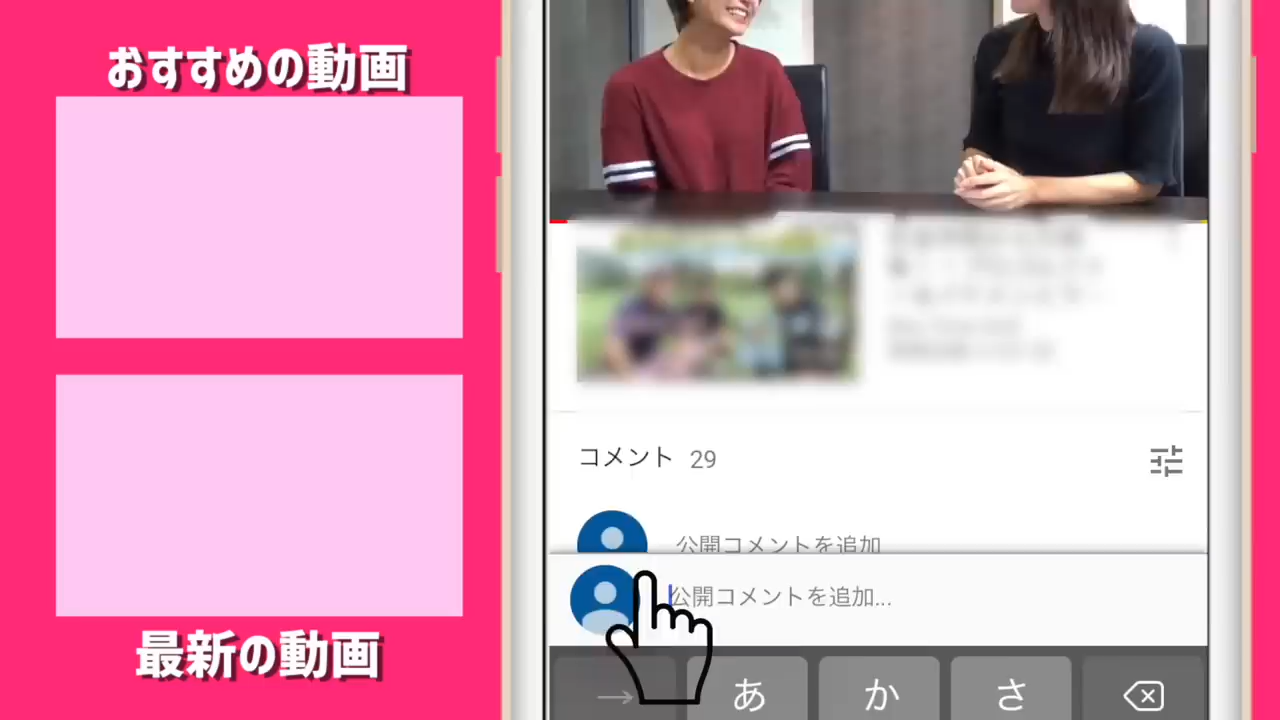 おすすめの動画
最新の動画
コメント 29
公開コメントを追加
公開コメントを追加...
→ あ か さ